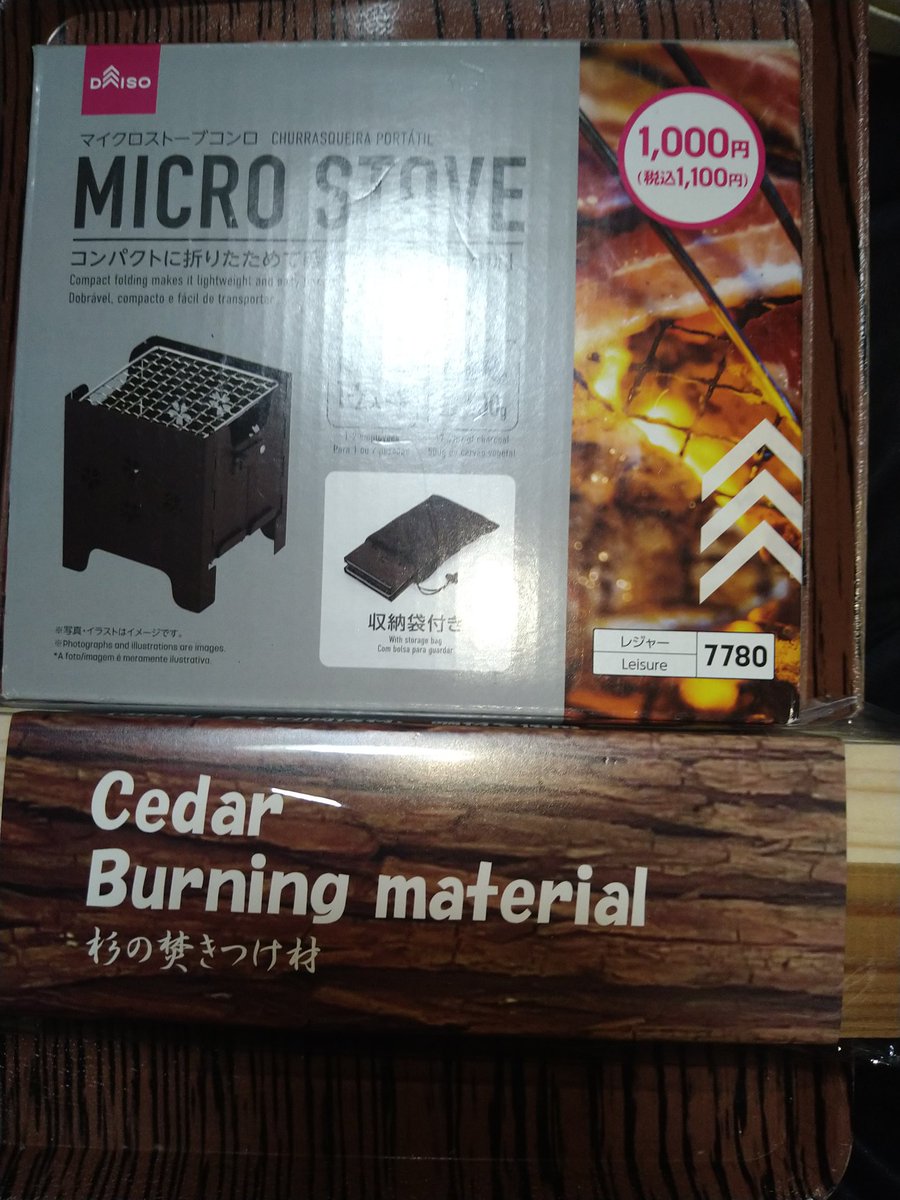 DAISO
マイクロストーブコンロ CHURRASQUEIRA PORTÁTIL
MICRO STOVE
1,000円
(税込1,100円)
コンパクトに折りたためて
Compact folding makes it lightweight and
Dobrável, compacto e fácil de transporter
Para 1 ou
収納袋付き
With storage bag
Com bolsa para guardar
※写真・イラストはイメージです。
※Photographs and illustrations are images.
*A foto/imagem é meramente ilustrativa.
レジャー
Leisure
7780
Cedar
Burning material
杉の焚きつけ材